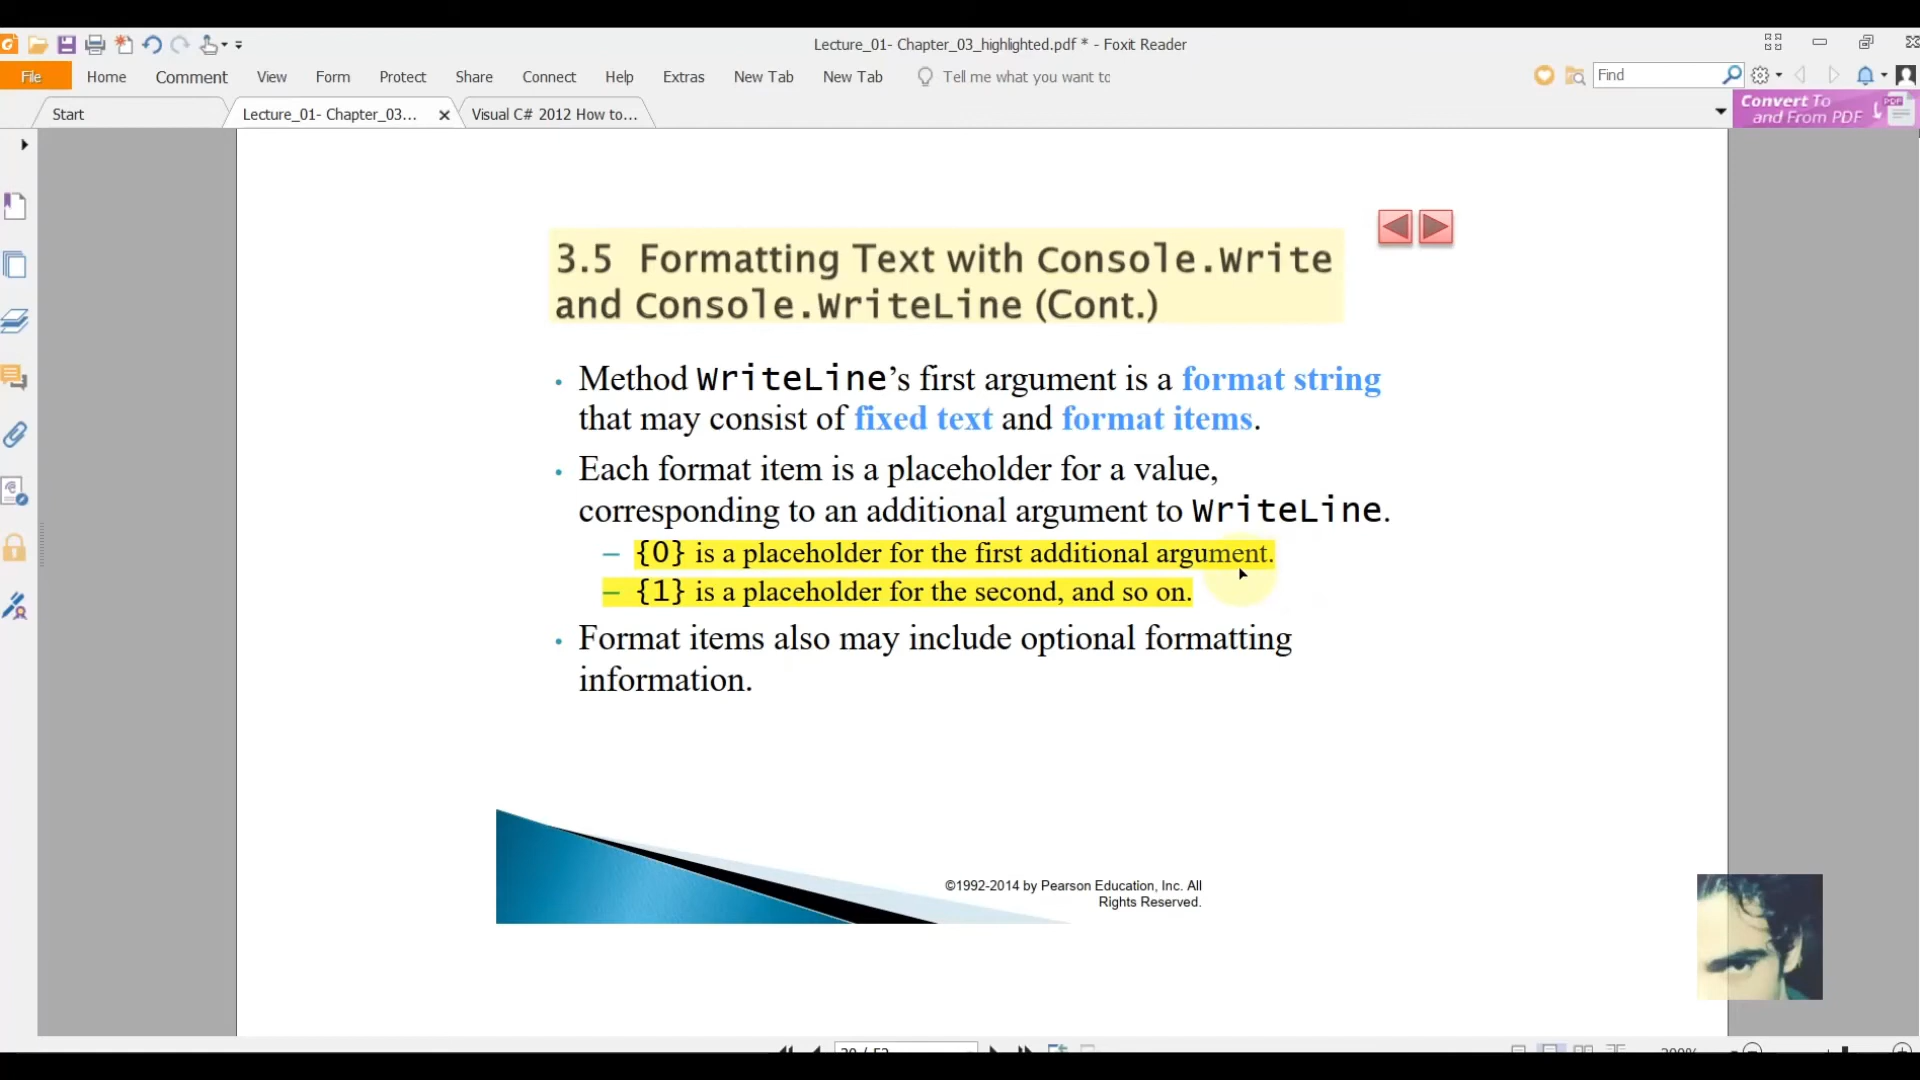 Lecture_01- Chapter_03_highlighted.pdf * - Foxit Reader
File Home Comment View Form Protect Share Connect Help Extras New Tab New Tab Tell me what you want to Find
Start Lecture_01- Chapter_03... Visual C# 2012 How to... Convert To
and From PDF
3.5 Formatting Text with Console.Write
and Console.WriteLine (Cont.)
• Method WriteLine’s first argument is a format string
that may consist of fixed text and format items.
• Each format item is a placeholder for a value,
corresponding to an additional argument to WriteLine.
– {0} is a placeholder for the first additional argument.
– {1} is a placeholder for the second, and so on.
• Format items also may include optional formatting
information.
©1992-2014 by Pearson Education, Inc. All
Rights Reserved.